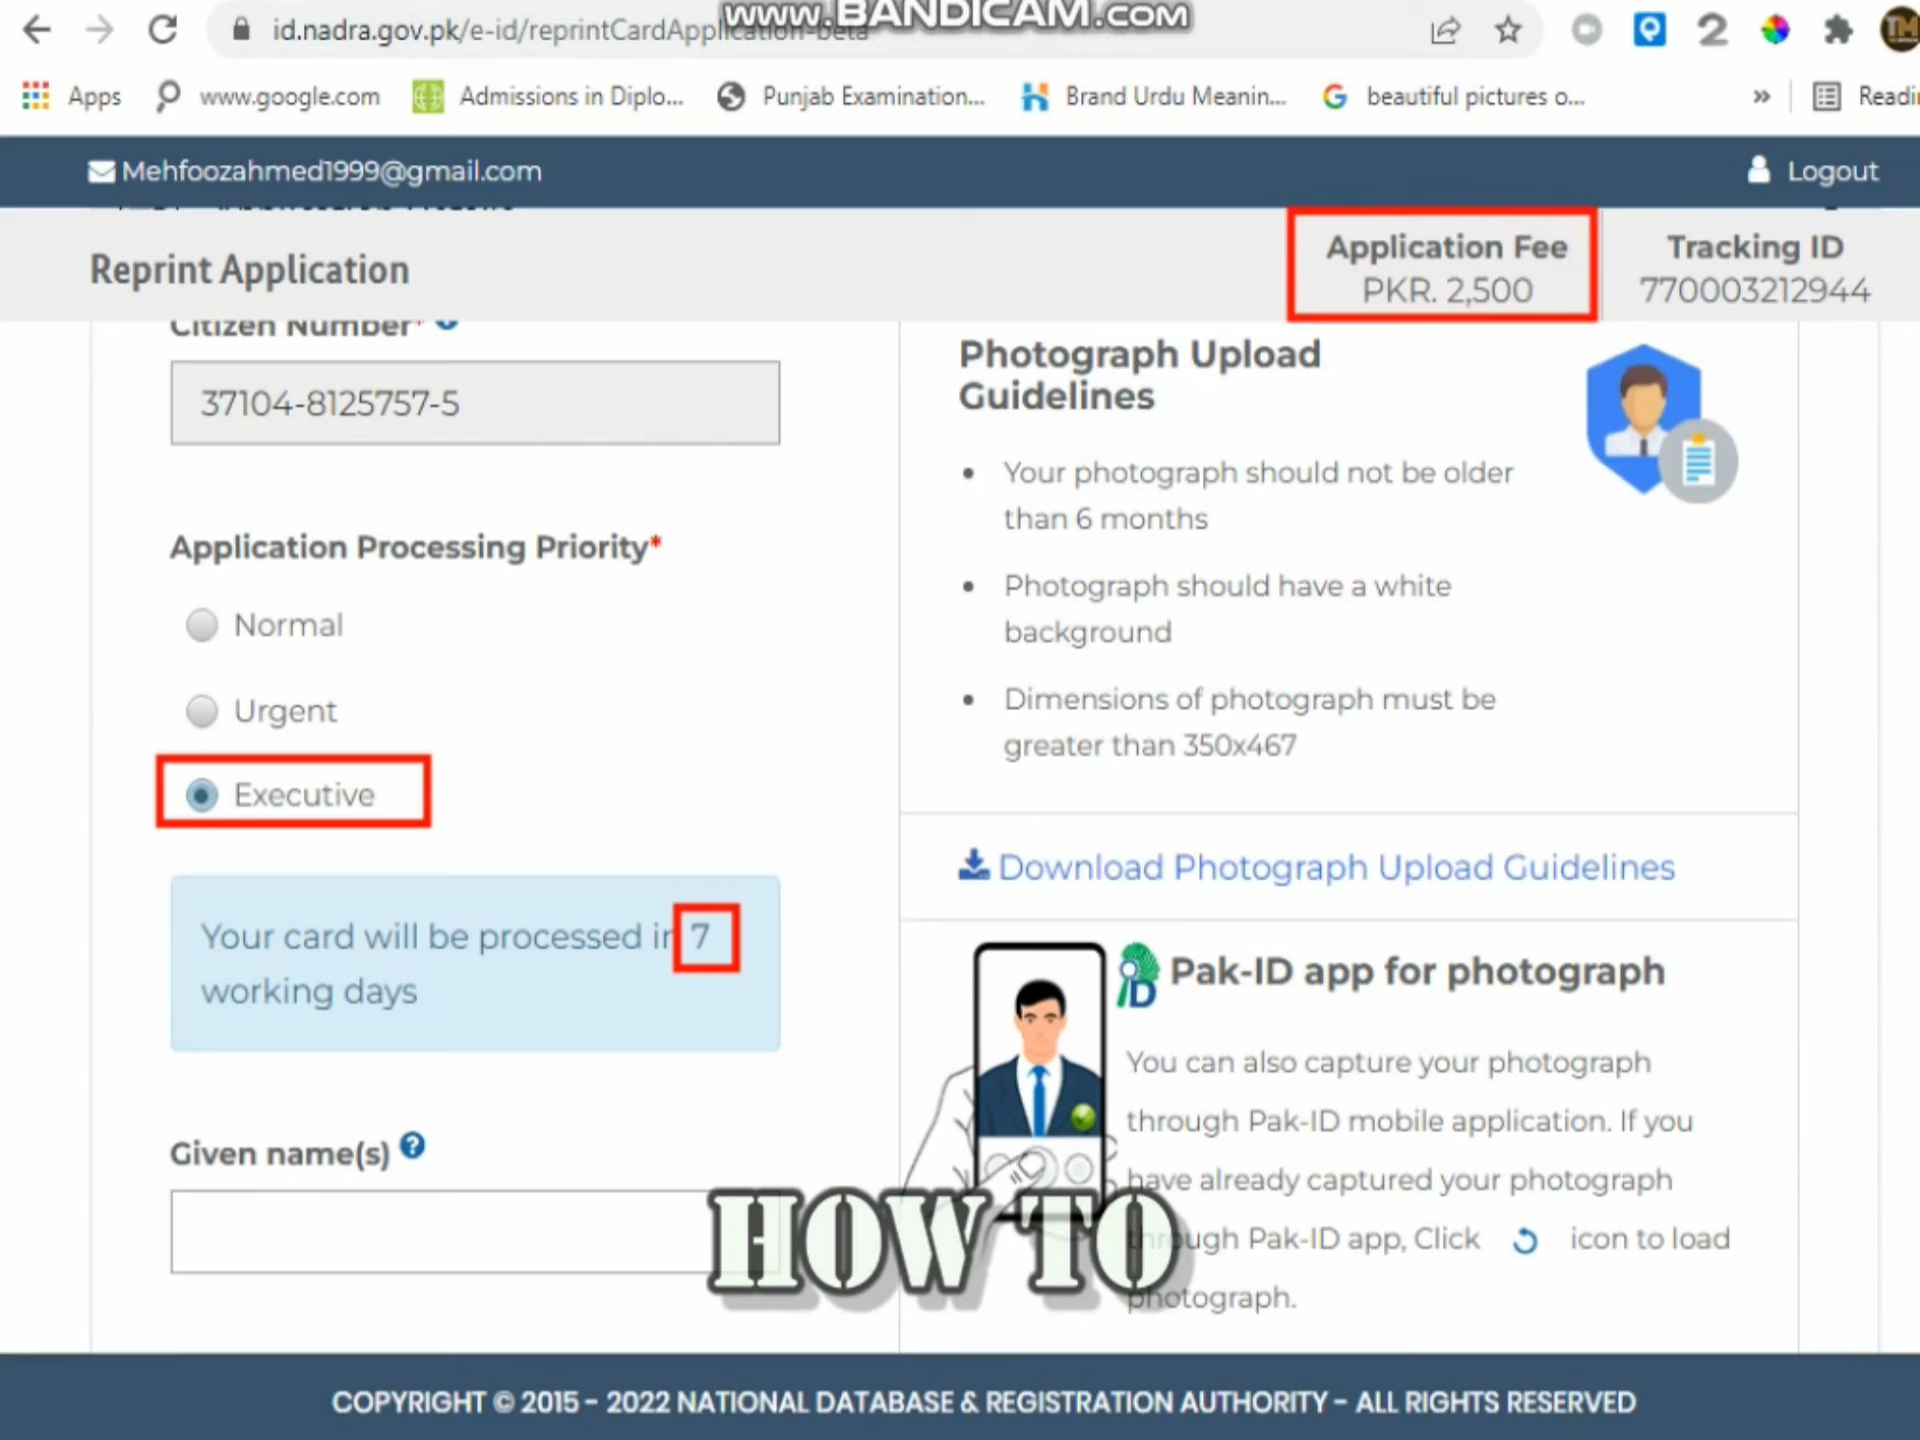 www.BANDICAM.com
id.nadra.gov.pk/e-id/reprintCardApplication-beta
Apps
www.google.com
Admissions in Diplo...
Punjab Examination...
Brand Urdu Meanin...
beautiful pictures o...
»
Readi
Mehfoozahmed1999@gmail.com
Logout
Reprint Application
Application Fee
PKR. 2,500
Tracking ID
770003212944
Citizen Number*
37104-8125757-5
Application Processing Priority*
Normal
Urgent
Executive
Your card will be processed in 7
working days
Given name(s)
Photograph Upload
Guidelines
• Your photograph should not be older
than 6 months
• Photograph should have a white
background
• Dimensions of photograph must be
greater than 350x467
Download Photograph Upload Guidelines
Pak-ID app for photograph
You can also capture your photograph
through Pak-ID mobile application. If you
have already captured your photograph
through Pak-ID app, Click icon to load
photograph.
HOW TO
COPYRIGHT © 2015 - 2022 NATIONAL DATABASE & REGISTRATION AUTHORITY - ALL RIGHTS RESERVED